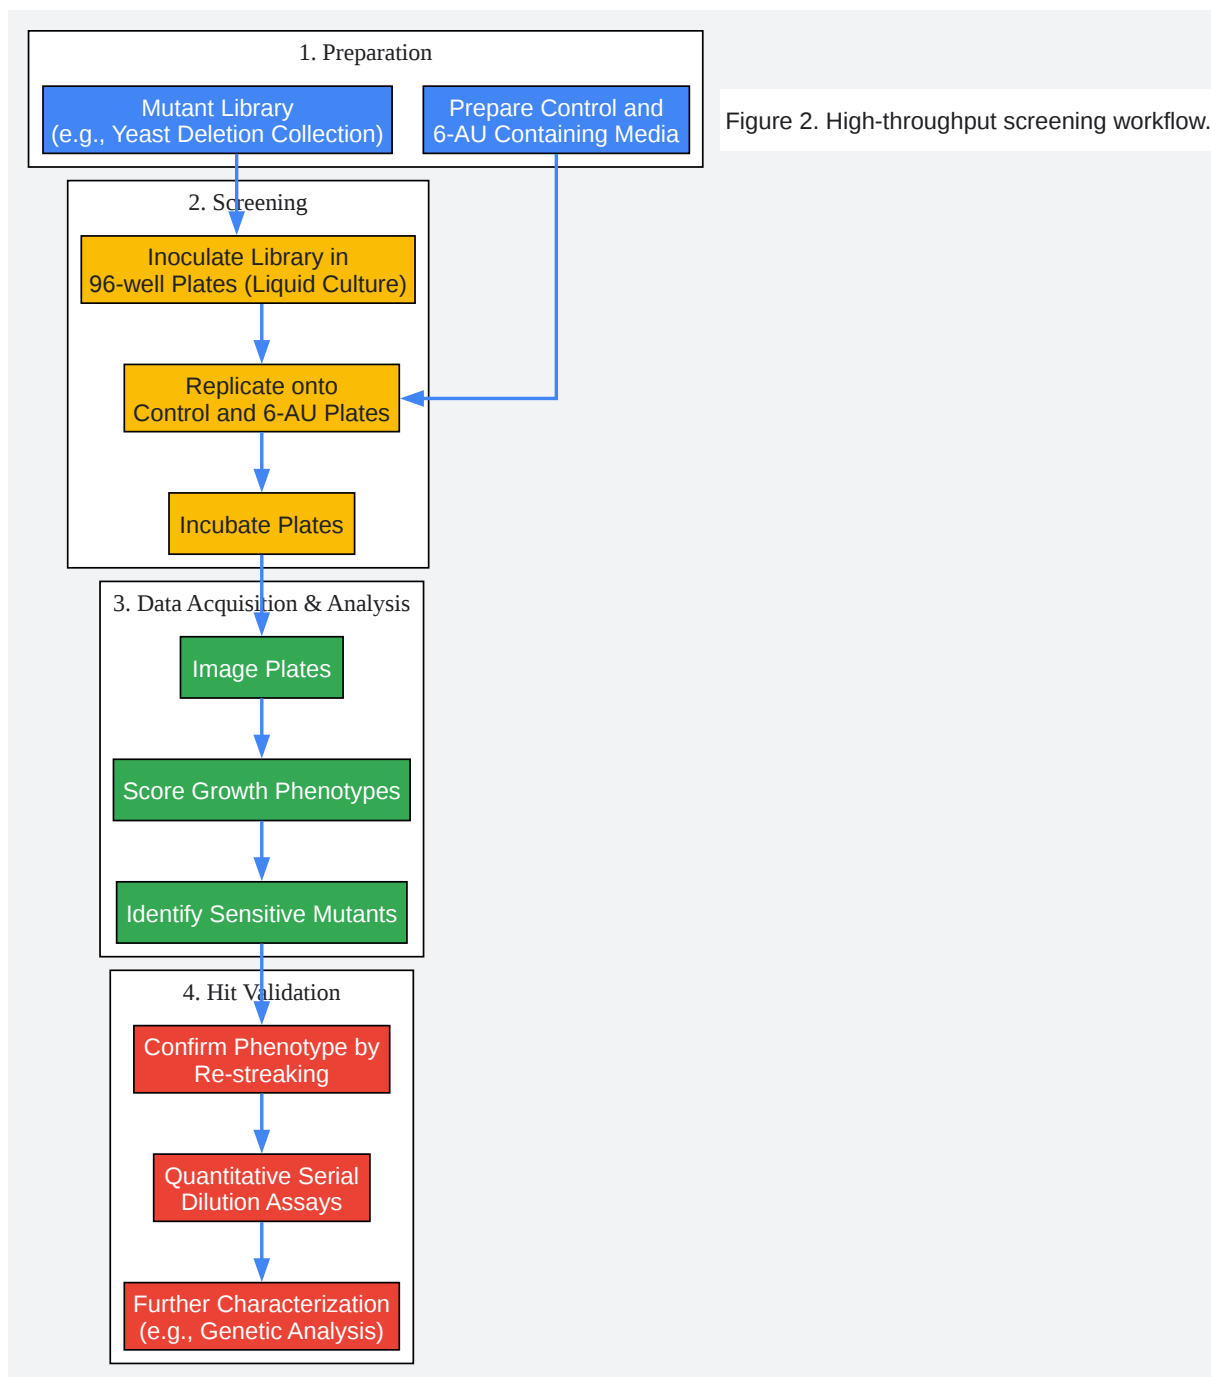 1. Preparation
Mutant Library
(e.g., Yeast Deletion Collection)
Prepare Control and
6-AU Containing Media
Figure 2. High-throughput screening workflow.
2. Screening
Inoculate Library in
96-well Plates (Liquid Culture)
Replicate onto
Control and 6-AU Plates
Incubate Plates
3. Data Acquisition & Analysis
Image Plates
Score Growth Phenotypes
Identify Sensitive Mutants
4. Hit Validation
Confirm Phenotype by
Re-streaking
Quantitative Serial
Dilution Assays
Further Characterization
(e.g., Genetic Analysis)